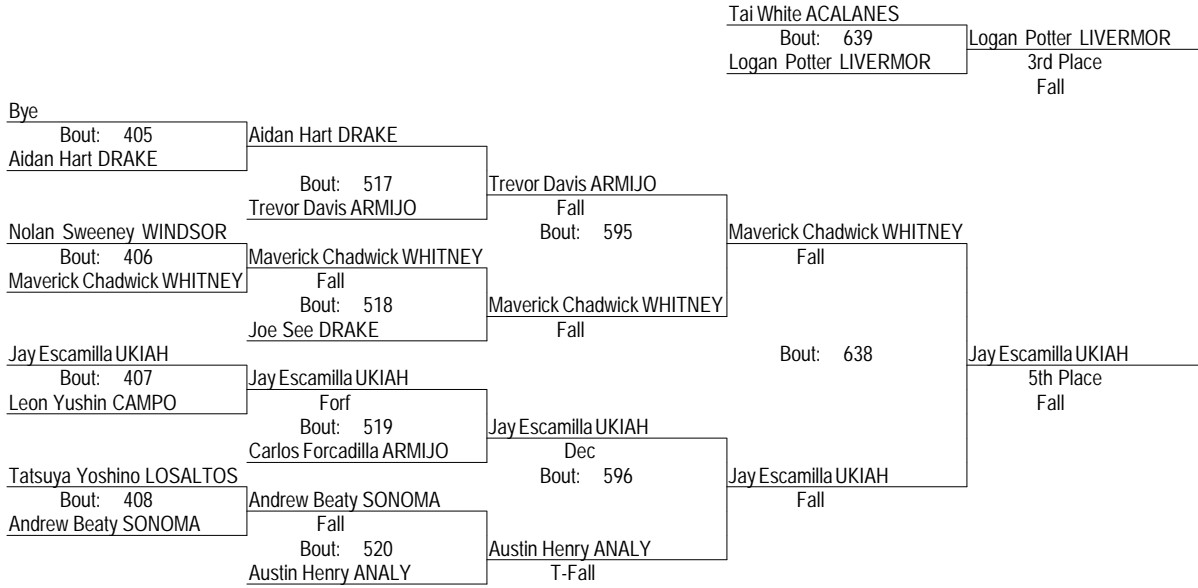 Tai White ACALANES
Bout: 639
Logan Potter LIVERMOR
Logan Potter LIVERMOR
3rd Place
Fall
Bye
Bout: 405
Aidan Hart DRAKE
Aidan Hart DRAKE
Bout: 517
Trevor Davis ARMIJO
Trevor Davis ARMIJO
Fall
Bout: 595
Nolan Sweeney WINDSOR
Bout: 406
Maverick Chadwick WHITNEY
Maverick Chadwick WHITNEY
Fall
Bout: 518
Joe See DRAKE
Maverick Chadwick WHITNEY
Fall
Maverick Chadwick WHITNEY
Fall
Bout: 638
Jay Escamilla UKIAH
5th Place
Fall
Jay Escamilla UKIAH
Bout: 407
Leon Yushin CAMPO
Jay Escamilla UKIAH
Forf
Bout: 519
Carlos Forcadilla ARMIJO
Jay Escamilla UKIAH
Dec
Bout: 596
Jay Escamilla UKIAH
Fall
Tatsuya Yoshino LOSALTOS
Bout: 408
Andrew Beaty SONOMA
Andrew Beaty SONOMA
Fall
Bout: 520
Austin Henry ANALY
Austin Henry ANALY
T-Fall